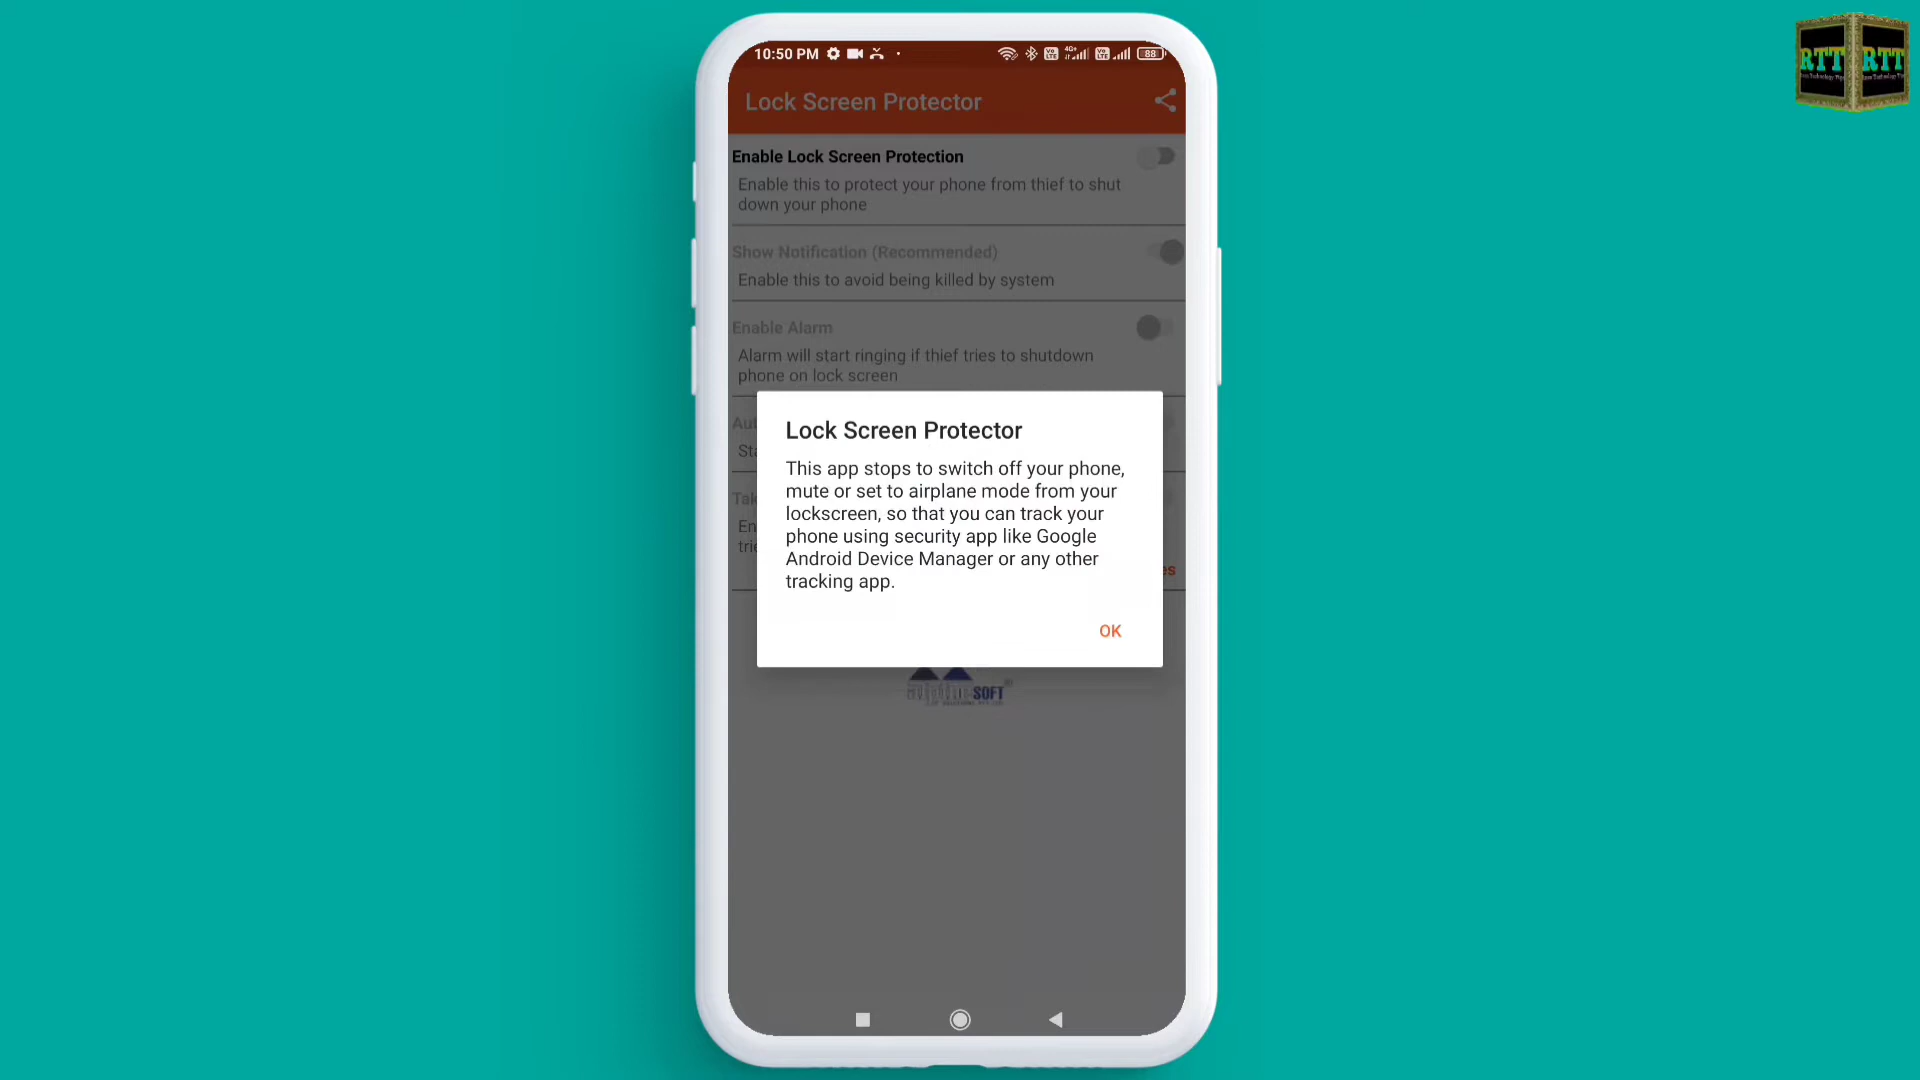 10:50 PM
4G+
88
Lock Screen Protector
Enable Lock Screen Protection
Enable this to protect your phone from thief to shut
down your phone
Show Notification (Recommended)
Enable this to avoid being killed by system
Enable Alarm
Alarm will start ringing if thief tries to shutdown
phone on lock screen
Lock Screen Protector
This app stops to switch off your phone,
mute or set to airplane mode from your
lockscreen, so that you can track your
phone using security app like Google
Android Device Manager or any other
tracking app.
OK
SOFT
RTT RTT